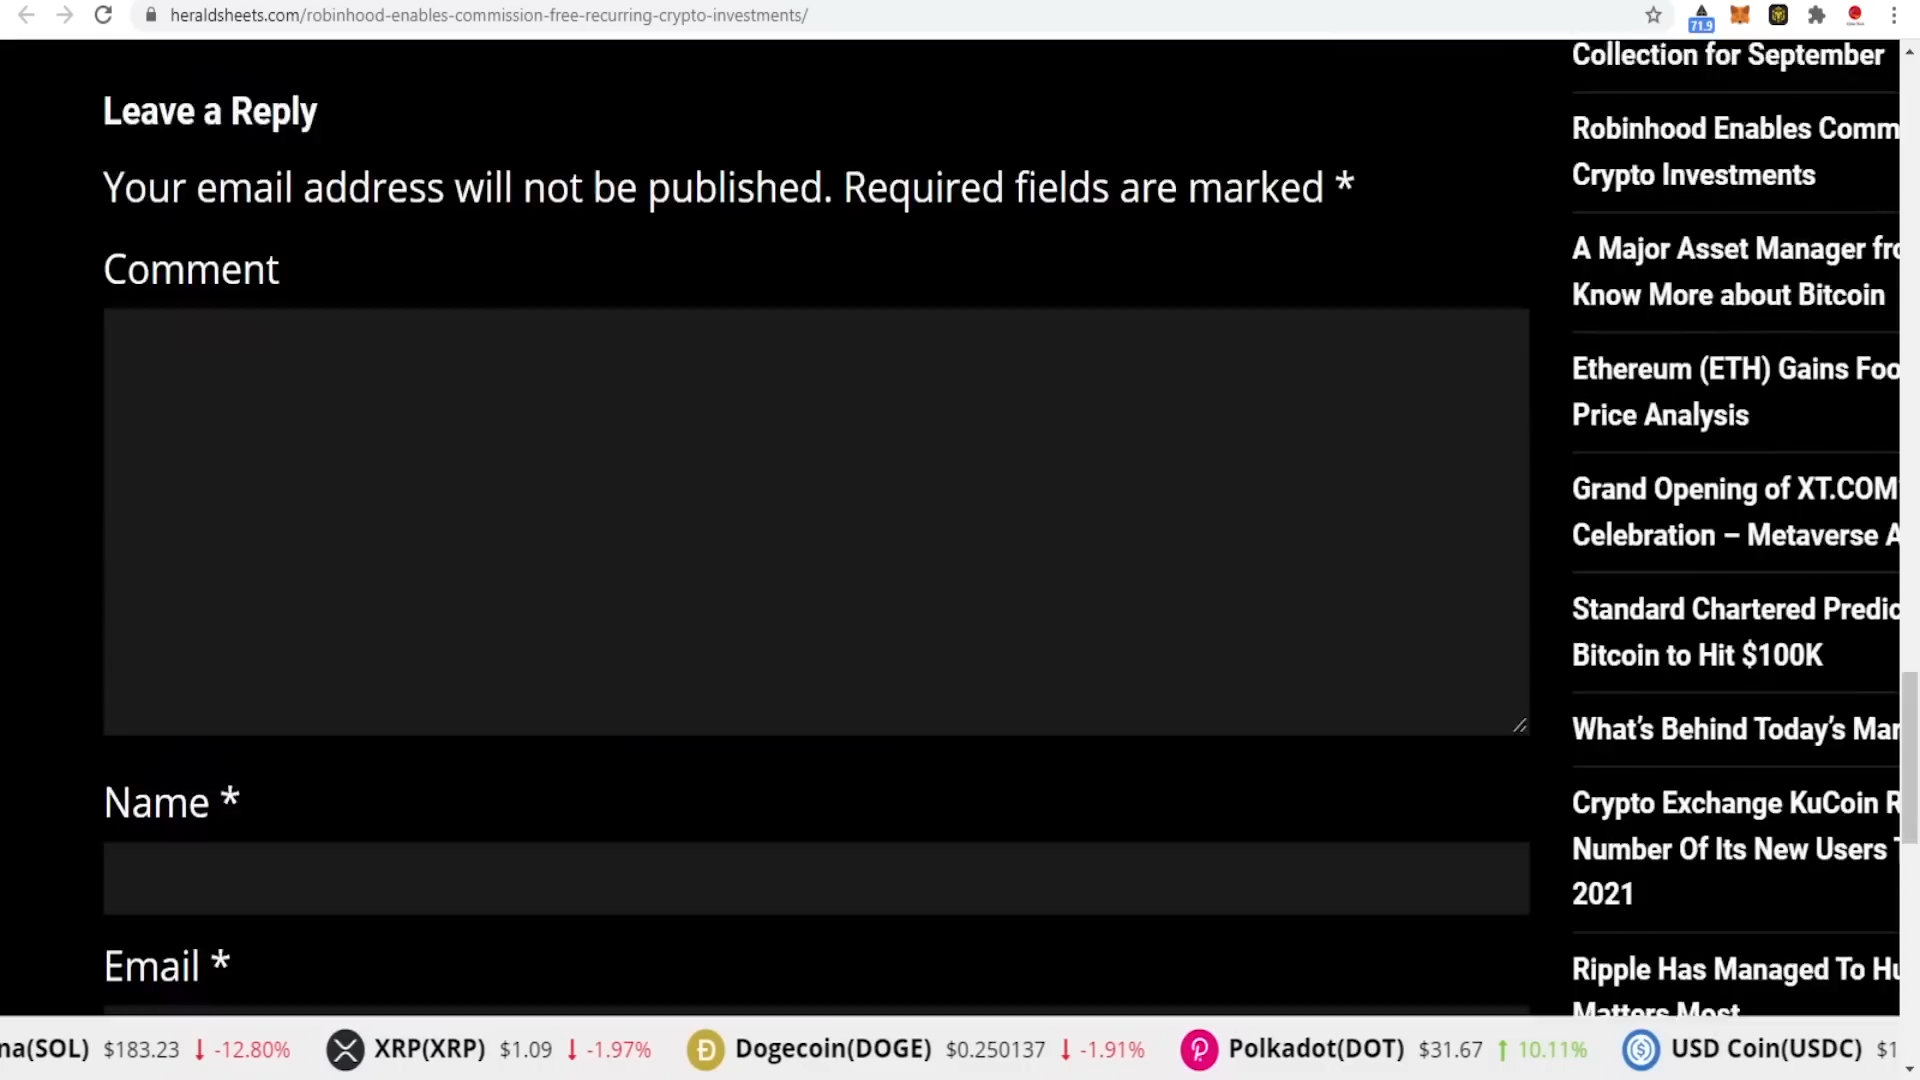 heraldsheets.com/robinhood-enables-commission-free-recurring-crypto-investments/
71.9
Leave a Reply
Your email address will not be published. Required fields are marked *
Comment
Name *
Email *
Collection for September
Robinhood Enables Comm
Crypto Investments
A Major Asset Manager fro
Know More about Bitcoin
Ethereum (ETH) Gains Foo
Price Analysis
Grand Opening of XT.COM
Celebration – Metaverse A
Standard Chartered Predic
Bitcoin to Hit $100K
What’s Behind Today’s Mar
Crypto Exchange KuCoin R
Number Of Its New Users T
2021
Ripple Has Managed To Hu
Matters Most
na(SOL) $183.23 ↓ -12.80% XRP(XRP) $1.09 ↓ -1.97% Dogecoin(DOGE) $0.250137 ↓ -1.91% Polkadot(DOT) $31.67 ↑ 10.11% USD Coin(USDC) $1